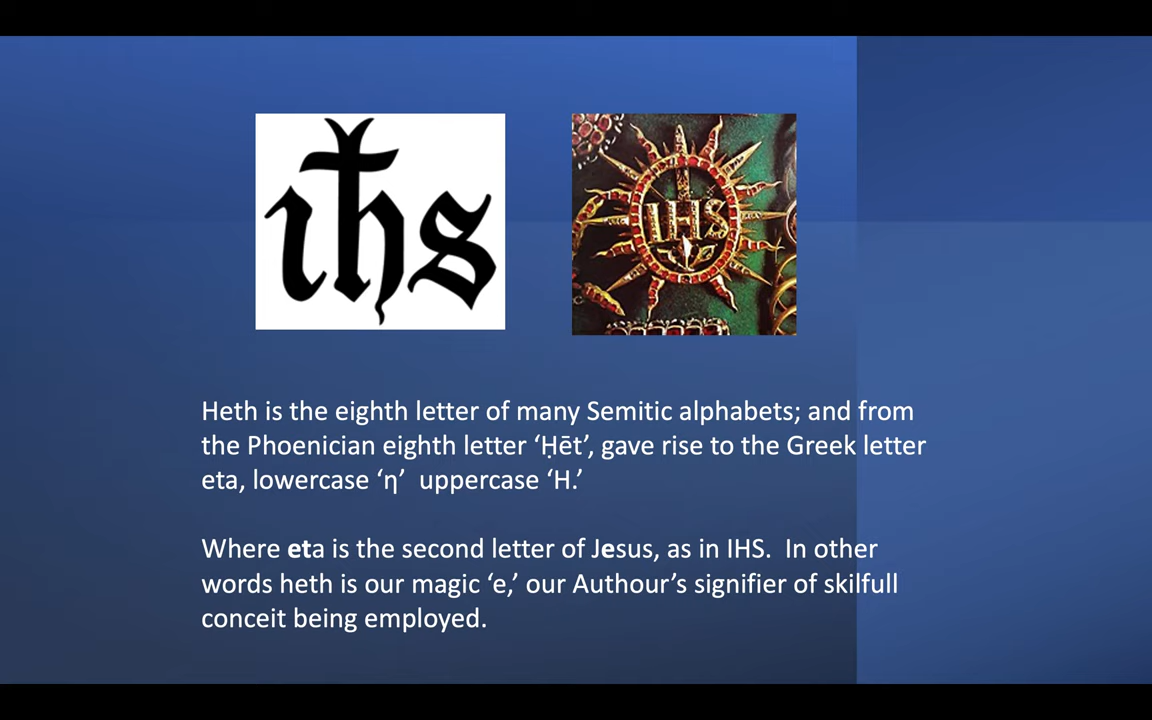 ihs
IHS
Heth is the eighth letter of many Semitic alphabets; and from
the Phoenician eighth letter ‘Ḥēt’, gave rise to the Greek letter
eta, lowercase ‘η’ uppercase ‘H.’
Where eta is the second letter of Jesus, as in IHS. In other
words heth is our magic ‘e,’ our Authour’s signifier of skilfull
conceit being employed.